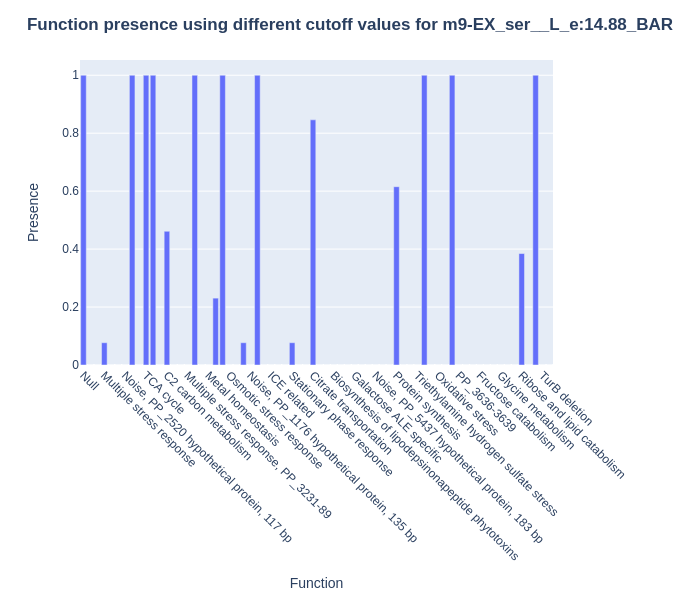 Function presence using different cutoff values for m9-EX_ser__L_e:14.88_BAR
1
0.8
0.6
0.4
0.2
0
Presence
Null
Multiple stress response
Noise, PP_2520 hypothetical protein, 117 bp
TCA cycle
C2 carbon metabolism
Multiple stress response, PP_3231-89
Metal homeostasis
Osmotic stress response
Noise, PP_1176 hypothetical protein, 135 bp
ICE related
Stationary phase response
Citrate transportation
Biosynthesis of lipodepsinonapeptide phytotoxins
Galactose ALE specific
Noise, PP_5437 hypothetical protein, 183 bp
Protein synthesis
Triethylamine hydrogen sulfate stress
Oxidative stress
PP_3636-3639
Fructose catabolism
Glycine metabolism
Ribose and lipid catabolism
TurB deletion
Function